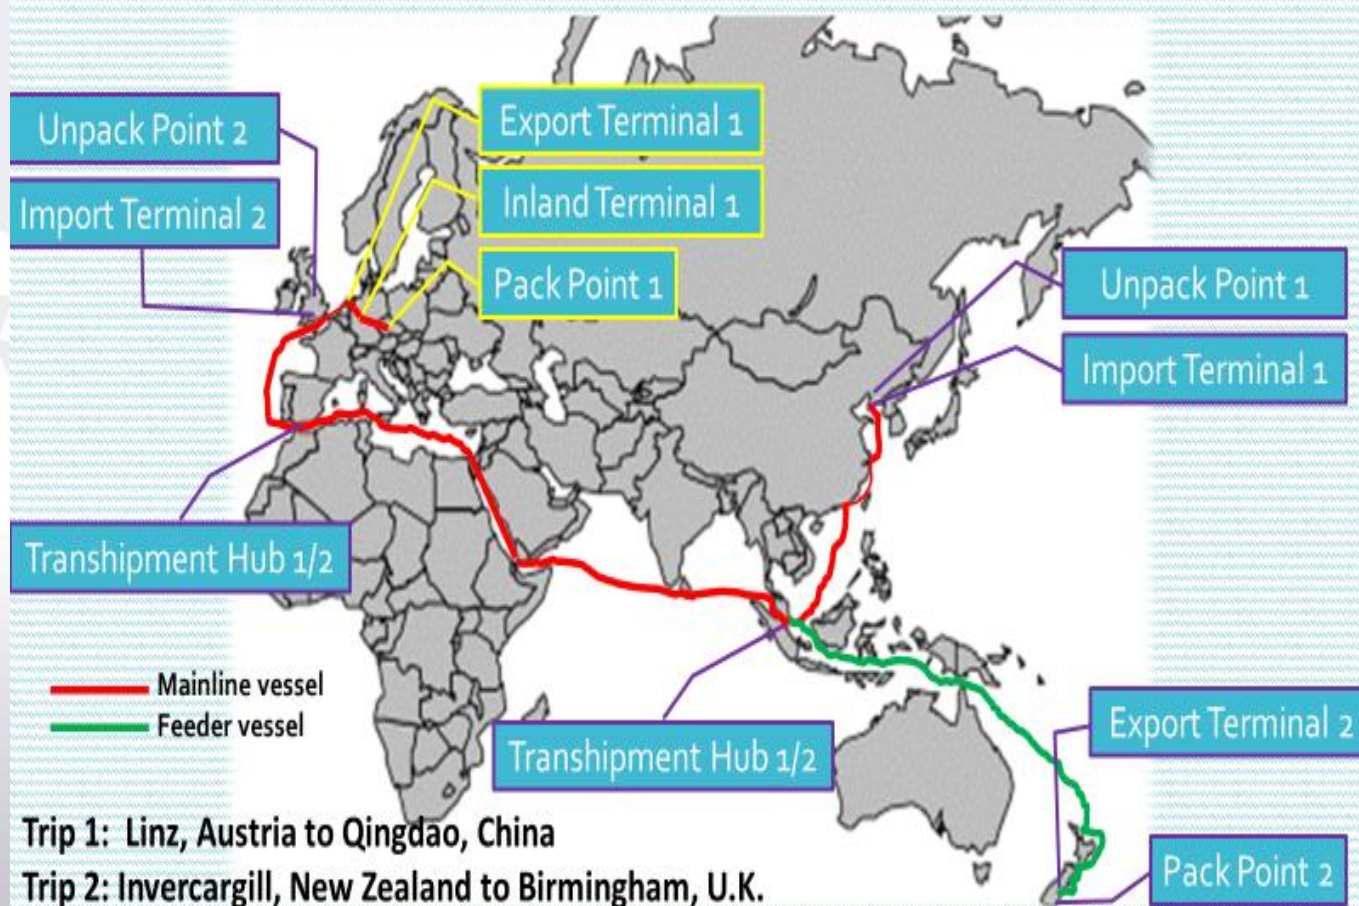 Export Terminal 1
Unpack Point 2
Inland Terminal 1
Import Terminal 2
Pack Point 1
Unpack Point 1
Import Terminal 1
Transhipment Hub 1/2
Mainline vessel
Feeder vessel
Export Terminal 2
Transhipment Hub 1/2
Trip 1: Linz, Austria to Qingdao, China
Pack Point 2
Trip 2: Invercargill, New Zealand to Birmingham, U.K.